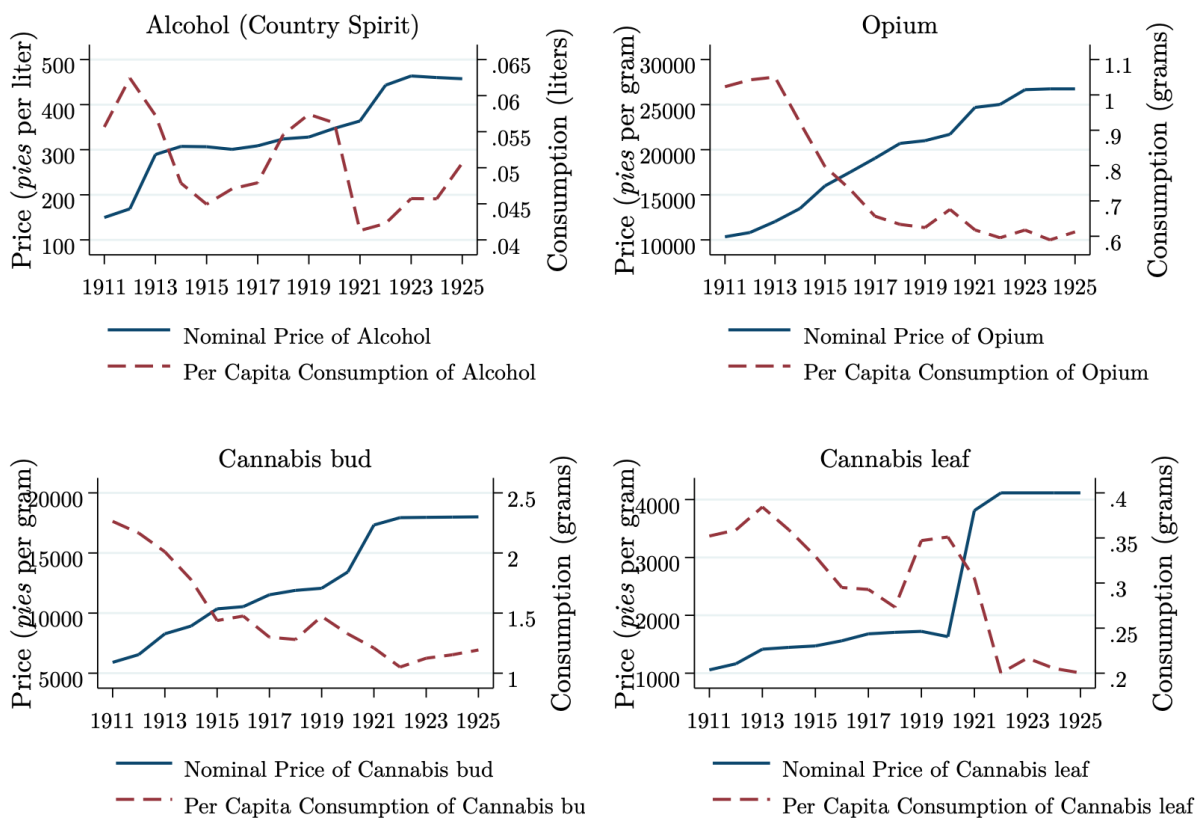 Alcohol (Country Spirit)
Price (pies per liter)
500
400
300
200
100
.065
.06
.055
.05
.045
.04
Consumption (liters)
1911 1913 1915 1917 1919 1921 1923 1925
Nominal Price of Alcohol
Per Capita Consumption of Alcohol
Opium
Price (pies per gram)
30000
25000
20000
15000
10000
1.1
1
.9
.8
.7
.6
Consumption (grams)
1911 1913 1915 1917 1919 1921 1923 1925
Nominal Price of Opium
Per Capita Consumption of Opium
Cannabis bud
Price (pies per gram)
20000
15000
10000
5000
2.5
2
1.5
1
Consumption (grams)
1911 1913 1915 1917 1919 1921 1923 1925
Nominal Price of Cannabis bud
Per Capita Consumption of Cannabis bu
Cannabis leaf
Price (pies per gram)
4000
3000
2000
1000
.4
.35
.3
.25
.2
Consumption (grams)
1911 1913 1915 1917 1919 1921 1923 1925
Nominal Price of Cannabis leaf
Per Capita Consumption of Cannabis leaf